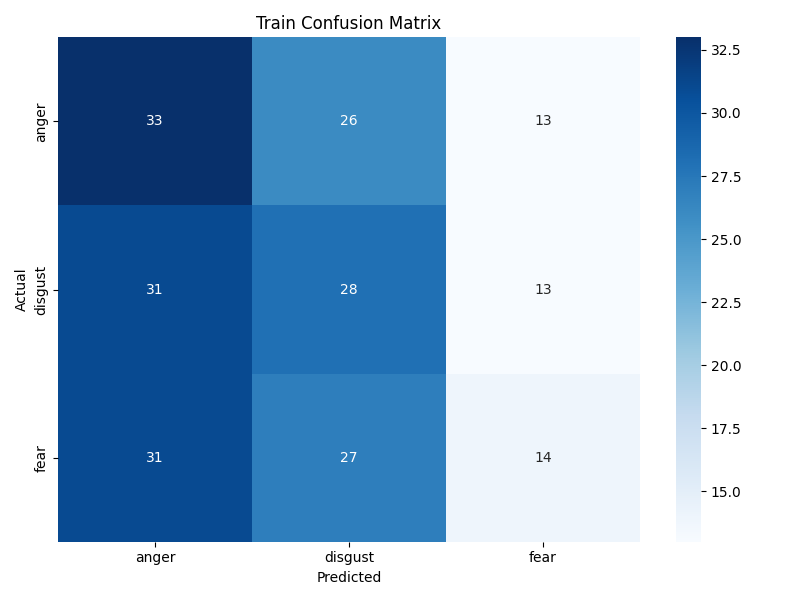 Train Confusion Matrix
Actual
anger
disgust
fear
33 26 13
31 28 13
31 27 14
anger disgust fear
Predicted
32.5
30.0
27.5
25.0
22.5
20.0
17.5
15.0